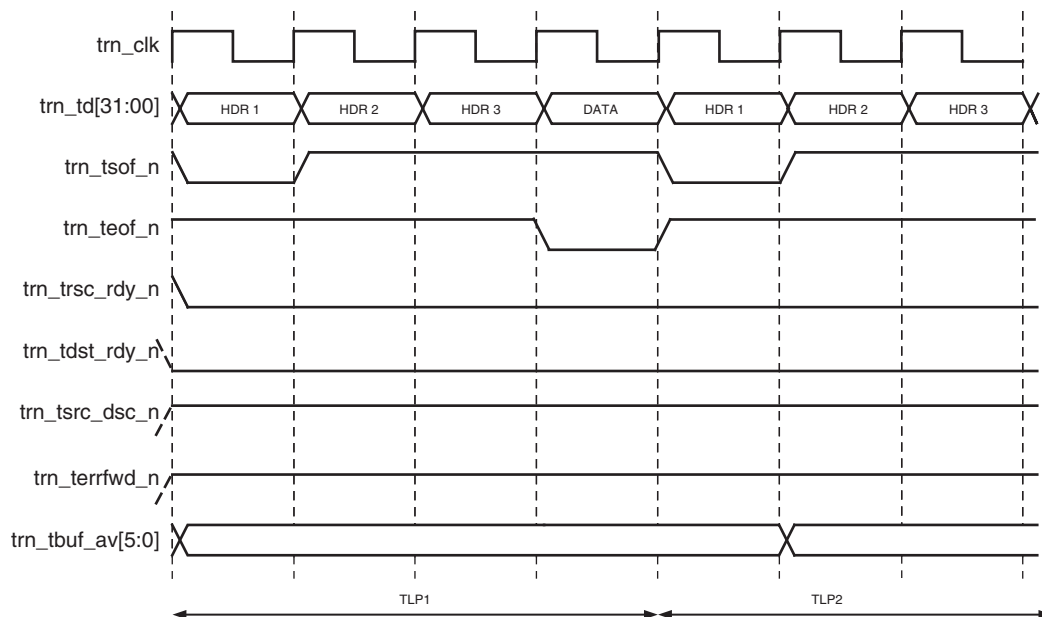 trn_clk
trn_td[31:00]
HDR 1 HDR 2 HDR 3 DATA HDR 1 HDR 2 HDR 3
trn_tsof_n
trn_teof_n
trn_trsc_rdy_n
trn_tdst_rdy_n
trn_tsrc_dsc_n
trn_terrfwd_n
trn_tbuf_av[5:0]
TLP1 TLP2